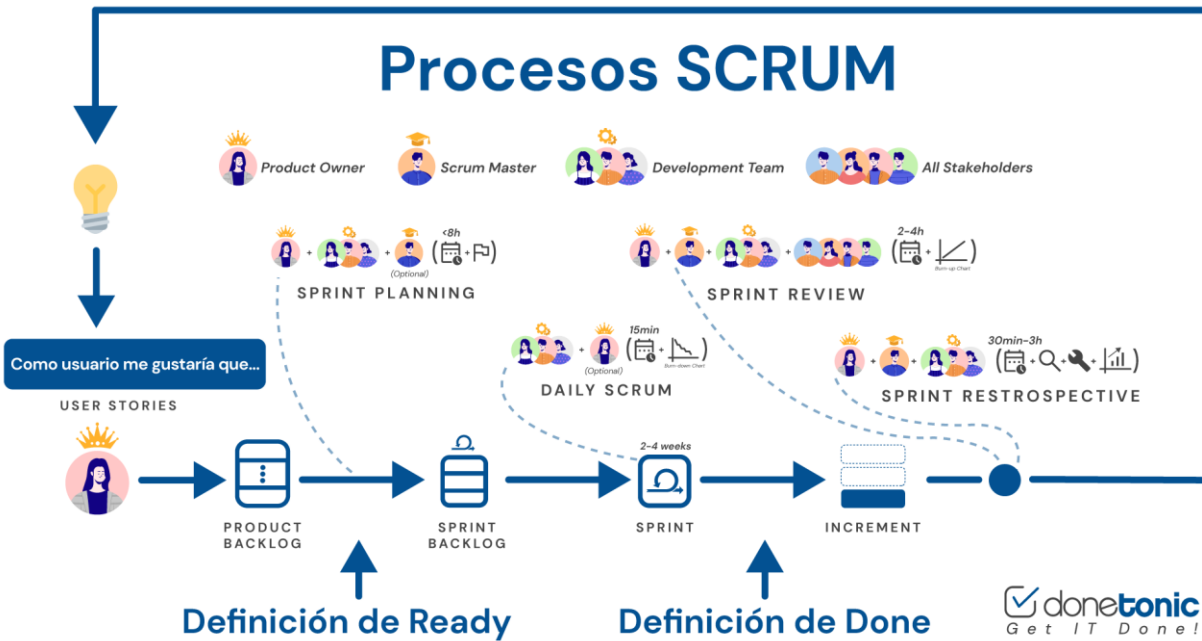 Procesos SCRUM
Product Owner
Scrum Master
Development Team
All Stakeholders
<8h
(Optional)
SPRINT PLANNING
2-4h
Burn-up Chart
SPRINT REVIEW
Como usuario me gustaría que...
USER STORIES
15min
(Optional)
Burn-down Chart
DAILY SCRUM
30min-3h
SPRINT RESTROSPECTIVE
2-4 weeks
PRODUCT
BACKLOG
SPRINT
BACKLOG
SPRINT
INCREMENT
Definición de Ready
Definición de Done
donetonic
Get IT Done!